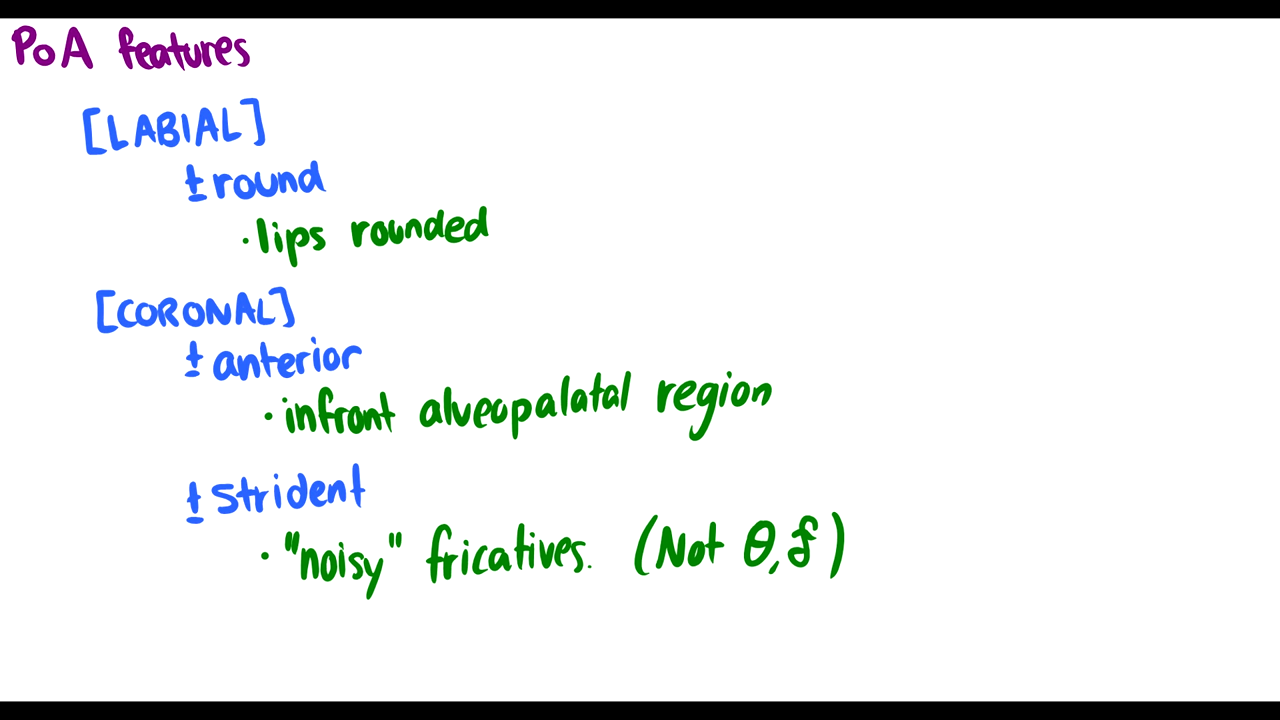 PoA features
[LABIAL]
±round
•lips rounded
[CORONAL]
±anterior
•infront alveopalatal region
±strident
•"noisy" fricatives. (Not θ, ð)